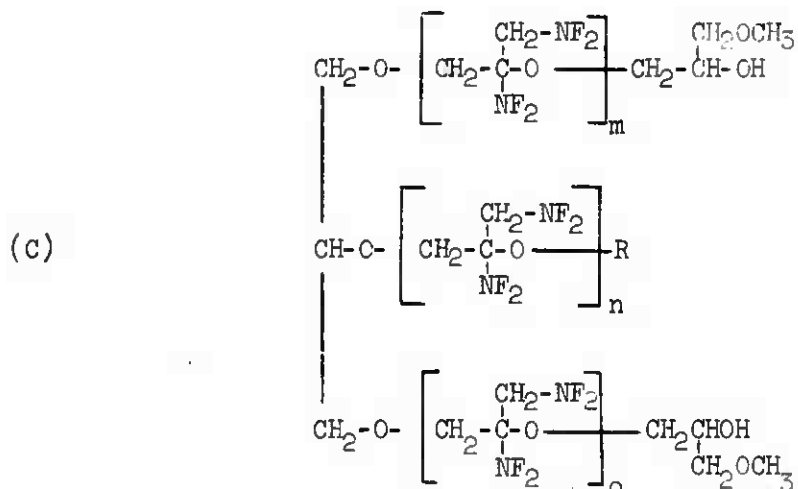 CH2-NF2 CH2OCH3
CH2-O- CH2-C-O CH2-CH-OH
NF2
m
CH2-NF2
(c) CH-O- CH2-C-O R
NF2
n
CH2-NF2
CH2-O- CH2-C-O CH2CHOH
NF2 CH2OCH3